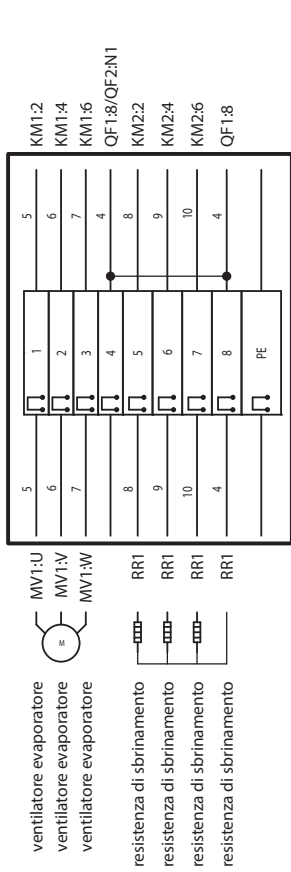 ventilatore evaporatore MV1:U 5 1 5 KM1:2
ventilatore evaporatore M MV1:V 6 2 6 KM1:4
ventilatore evaporatore MV1:W 7 3 7 KM1:6
4 4 QF1:8/QF2:N1
resistenza di sbrinamento RR1 8 5 8 KM2:2
resistenza di sbrinamento RR1 9 6 9 KM2:4
resistenza di sbrinamento RR1 10 7 10 KM2:6
resistenza di sbrinamento RR1 4 8 4 QF1:8
PE